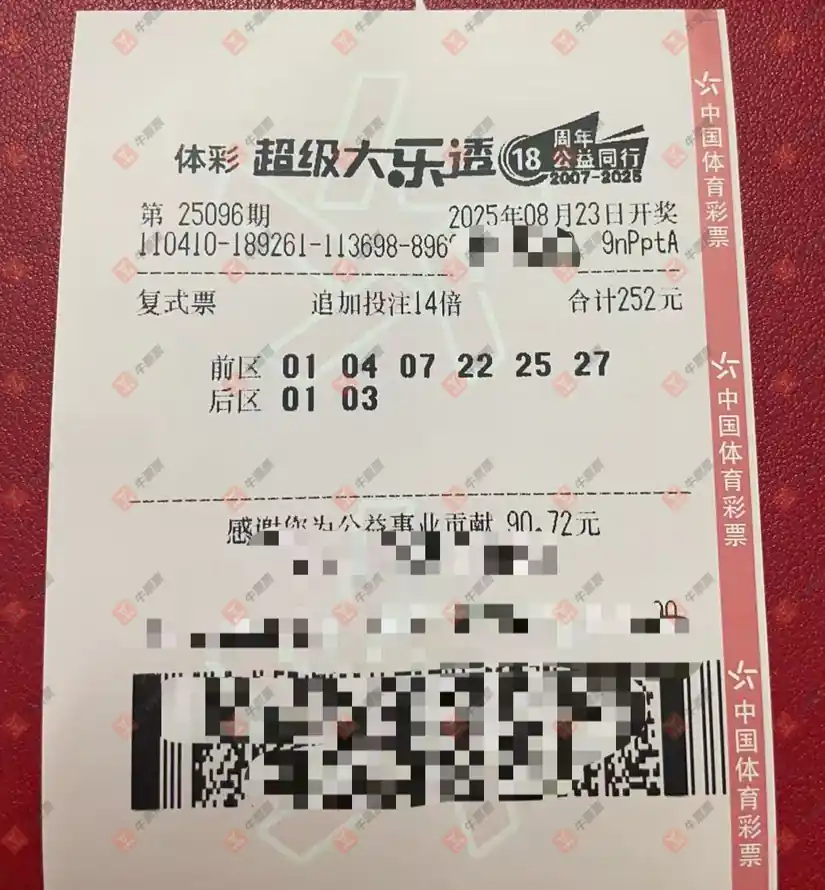 体彩 超级大乐透 18 周年 公益同行 2007-2025
第 25096期 2025年08月23日开奖
110410-189261-113698-896 9nPptA
复式票 追加投注14倍 合计252元
前区 01 04 07 22 25 27
后区 01 03
感谢您为公益事业贡献 90.72元
中国体育彩票
中国体育彩票
中国体育彩票
牛票票